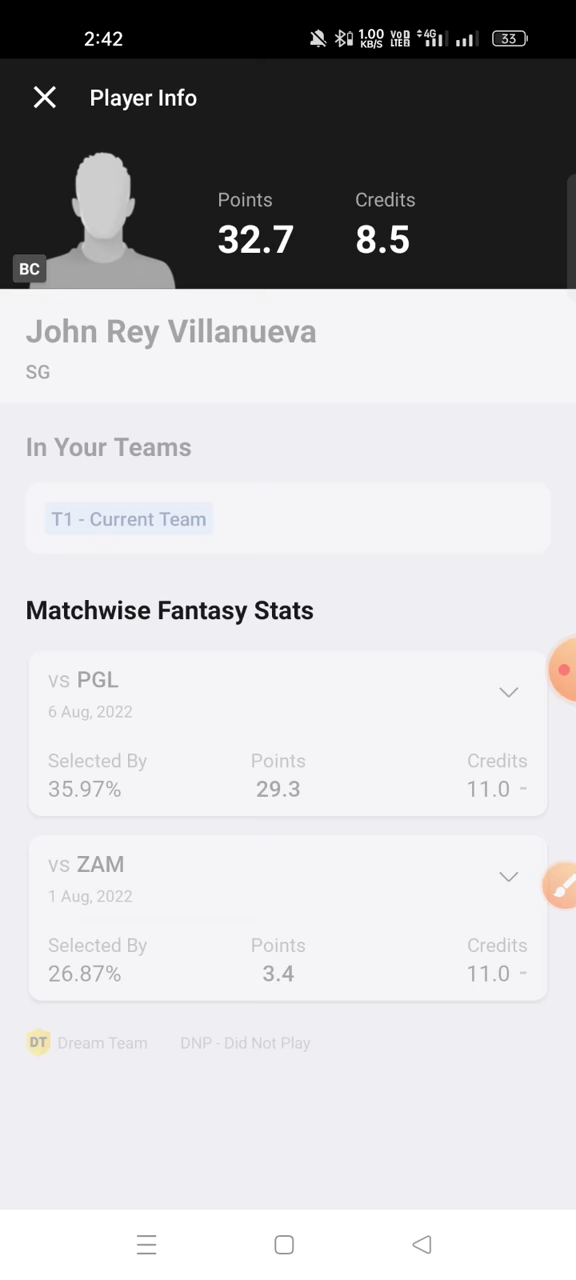 2:42
1.00 KB/S VoD LTED 4G 33
Player Info
Points Credits
32.7 8.5
BC
John Rey Villanueva
SG
In Your Teams
T1 - Current Team
Matchwise Fantasy Stats
vs PGL
6 Aug, 2022
Selected By Points Credits
35.97% 29.3 11.0 -
vs ZAM
1 Aug, 2022
Selected By Points Credits
26.87% 3.4 11.0 -
DT Dream Team DNP - Did Not Play